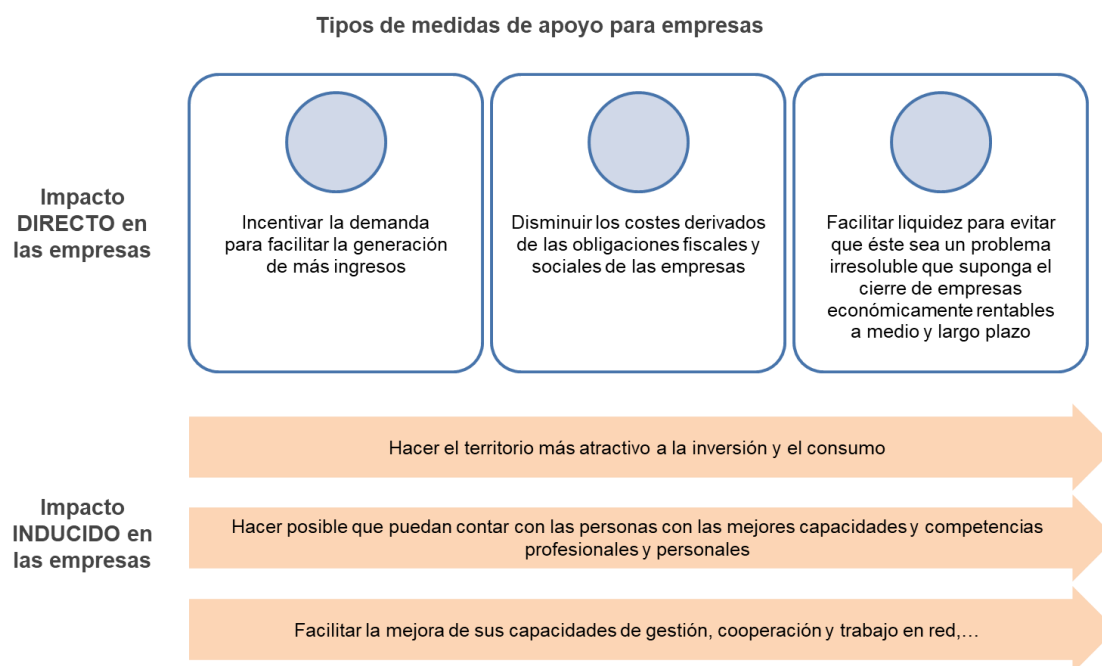 Tipos de medidas de apoyo para empresas
Impacto
DIRECTO en
las empresas
Incentivar la demanda
para facilitar la generación
de más ingresos
Disminuir los costes derivados
de las obligaciones fiscales y
sociales de las empresas
Facilitar liquidez para evitar
que éste sea un problema
irresoluble que suponga el
cierre de empresas
económicamente rentables
a medio y largo plazo
Impacto
INDUCIDO en
las empresas
Hacer el territorio más atractivo a la inversión y el consumo
Hacer posible que puedan contar con las personas con las mejores capacidades y competencias
profesionales y personales
Facilitar la mejora de sus capacidades de gestión, cooperación y trabajo en red,…